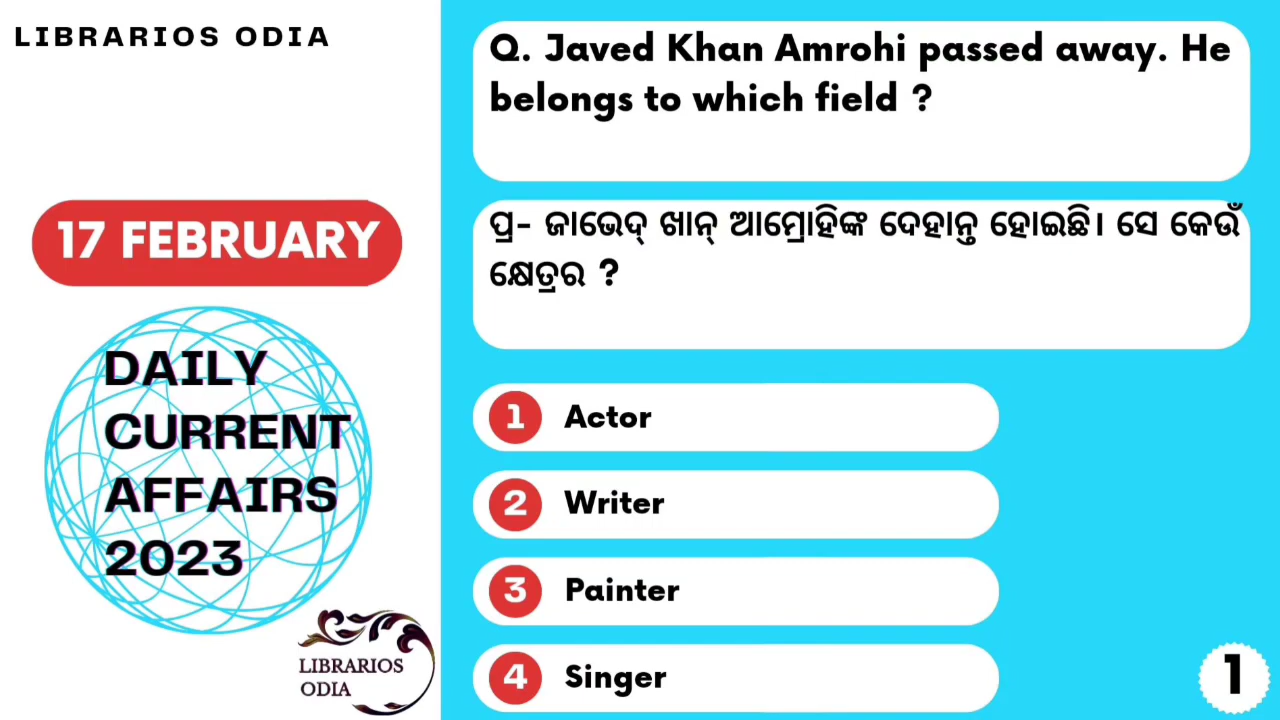 LIBRARIOS ODIA
17 FEBRUARY
DAILY
CURRENT
AFFAIRS
2023
LIBRARIOS
ODIA
Q. Javed Khan Amrohi passed away. He
belongs to which field ?
ପ୍ର- ଜାଭେଦ୍ ଖାନ୍ ଆମ୍ରୋହିଙ୍କ ଦେହାନ୍ତ ହୋଇଛି। ସେ କେଉଁ
କ୍ଷେତ୍ରର ?
1 Actor
2 Writer
3 Painter
4 Singer
1